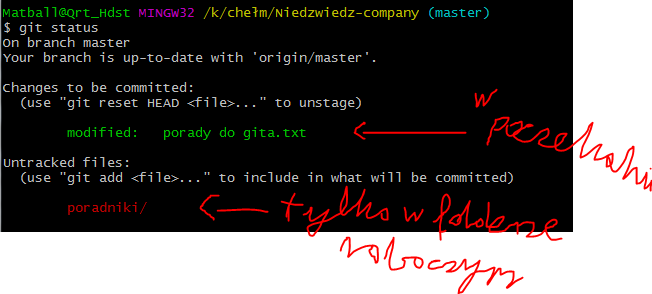 Matball@Qrt_Hdst MINGW32 /k/chełm/Niedzwiedz-company (master)
$ git status
On branch master
Your branch is up-to-date with 'origin/master'.
Changes to be committed:
(use "git reset HEAD <file>..." to unstage)
w
modified: porady do gita.txt
Untracked files:
(use "git add <file>..." to include in what will be committed)
poradniki/
tylko w folderze
roboczym